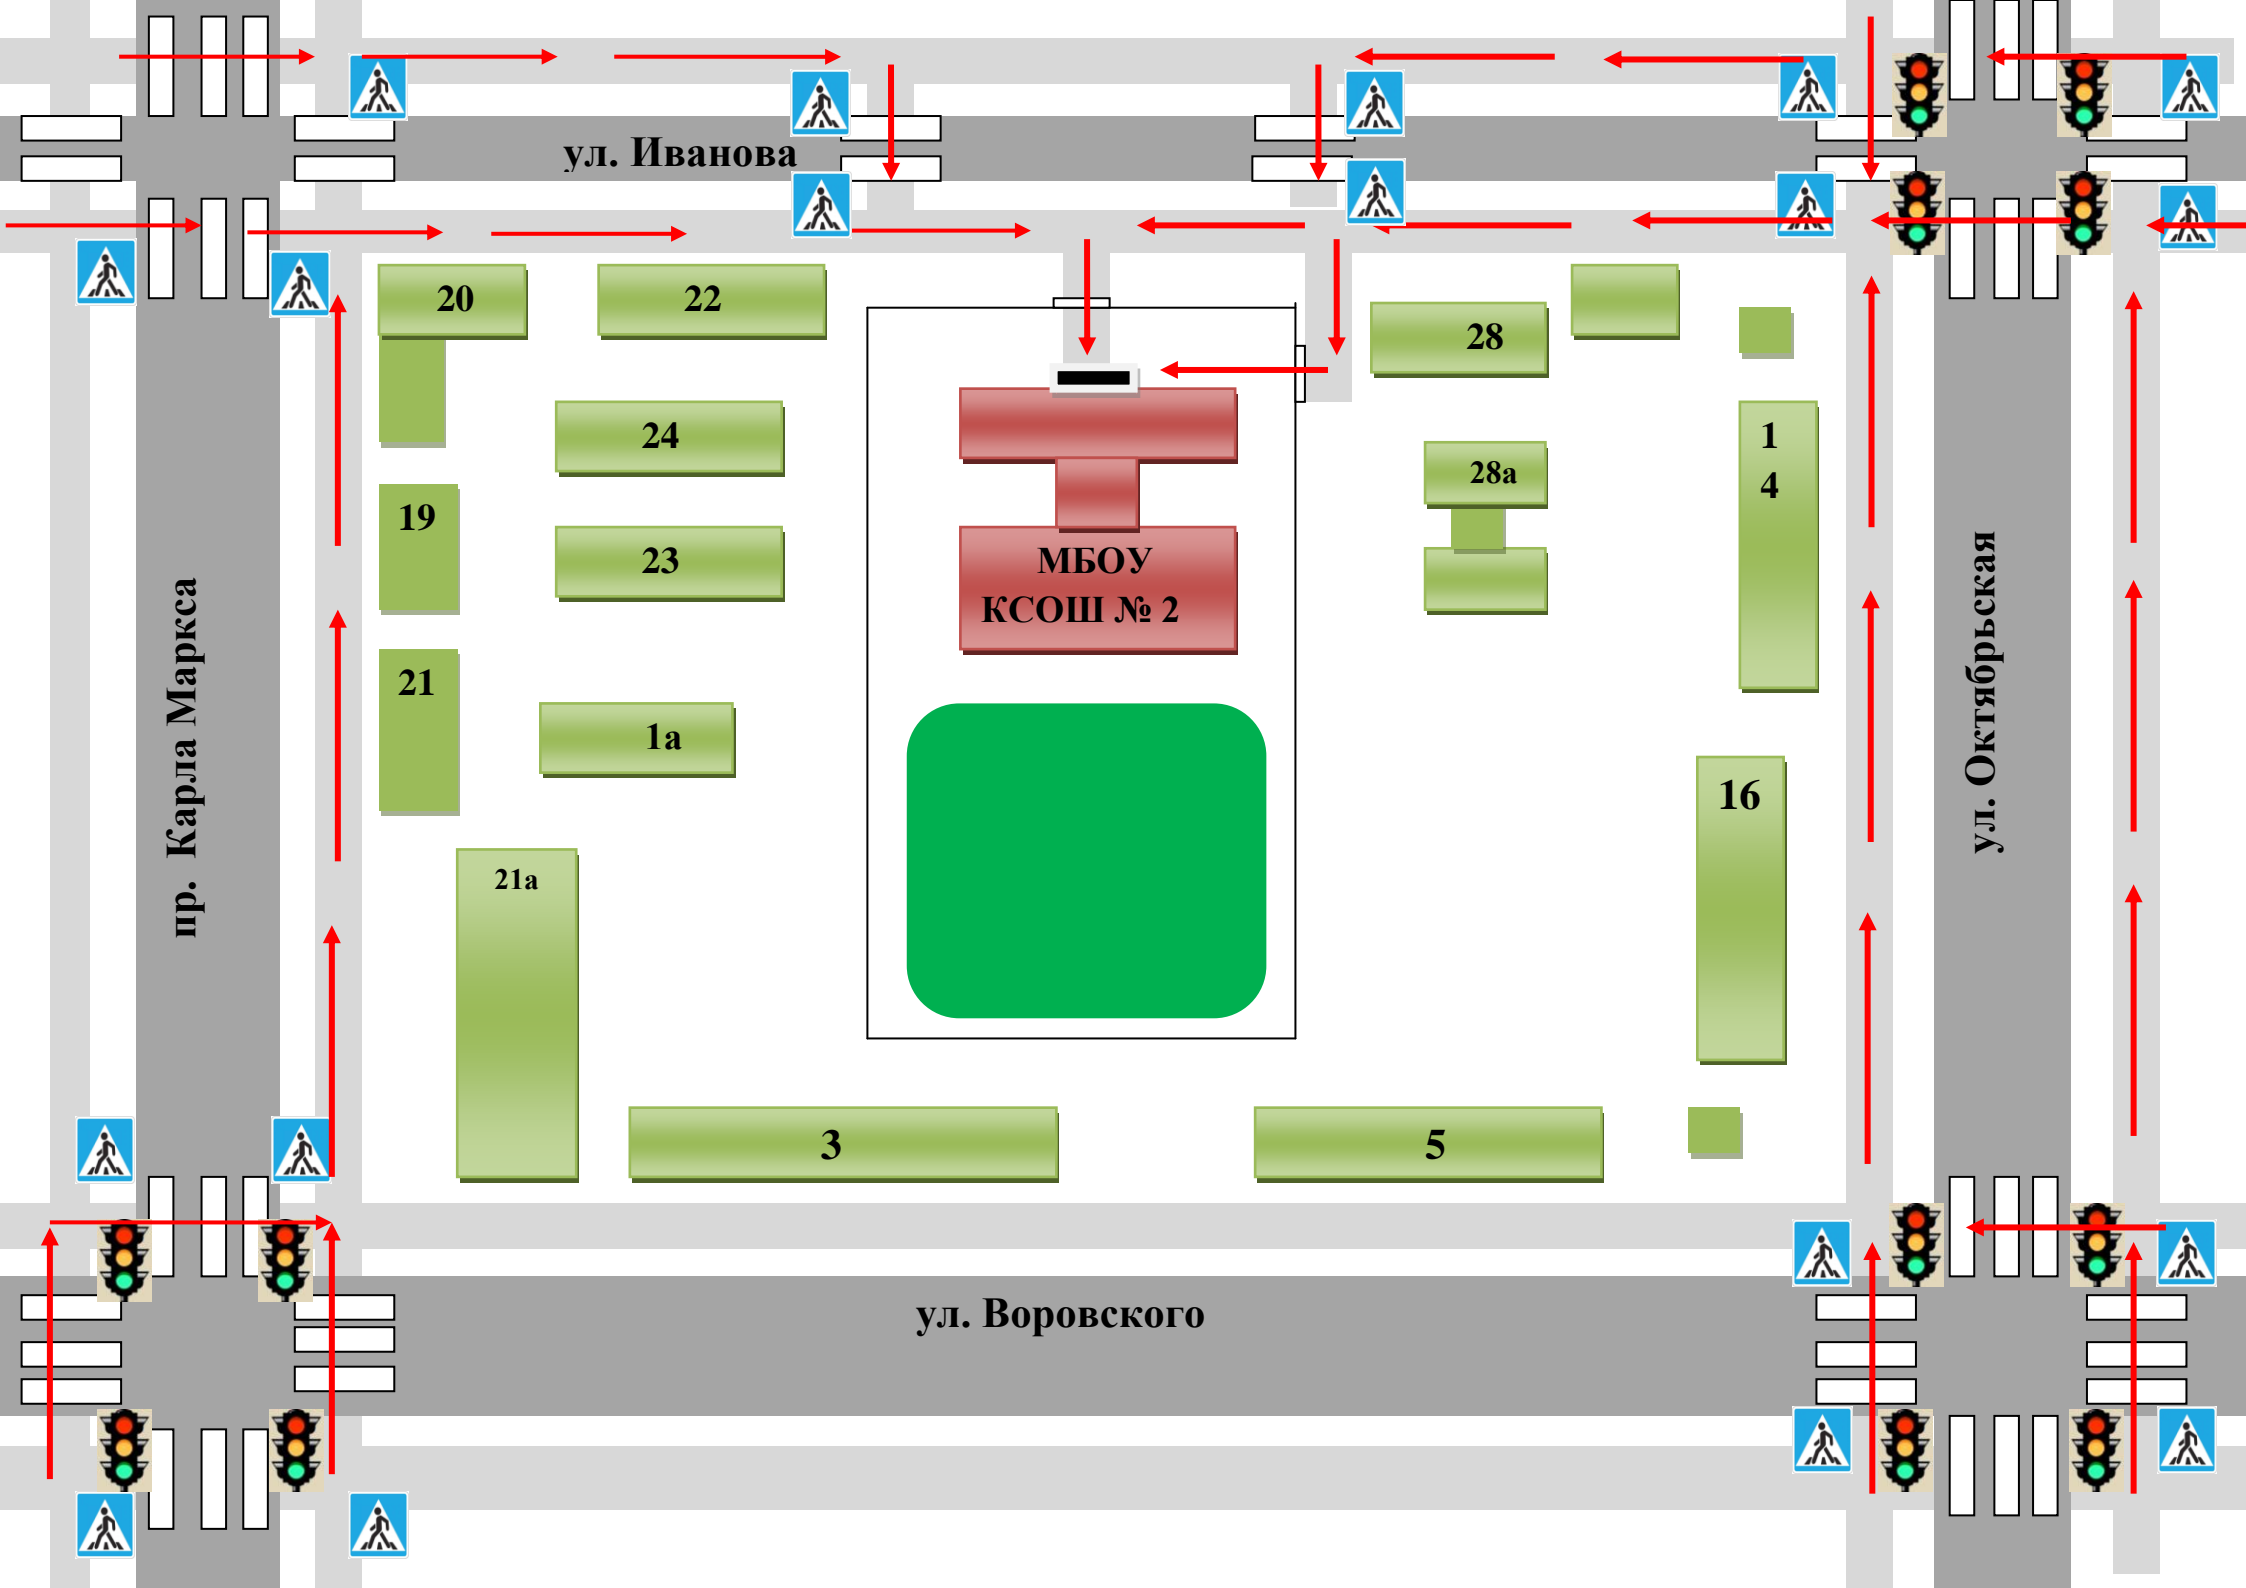 ул. Иванова
20
22
28
24
28а
1
4
19
23
МБОУ
КСОШ № 2
21
1а
16
21а
3
5
пр. Карла Маркса
ул. Октябрьская
ул. Воровского